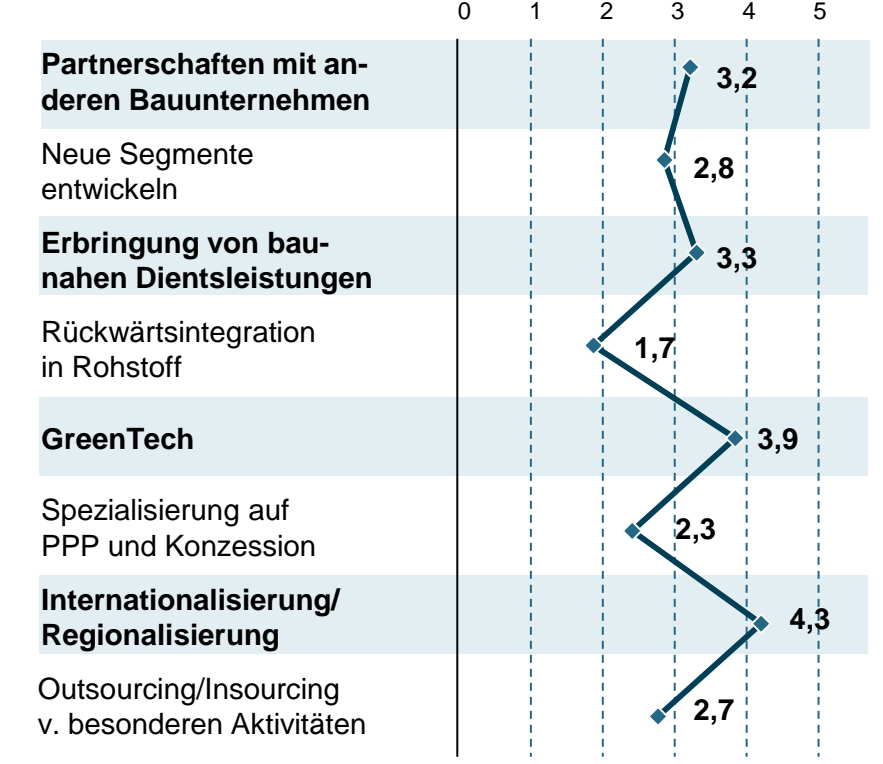 0 1 2 3 4 5
Partnerschaften mit an-
deren Bauunternehmen
3,2
Neue Segmente
entwickeln
2,8
Erbringung von bau-
nahen Dientsleistungen
3,3
Rückwärtsintegration
in Rohstoff
1,7
GreenTech
3,9
Spezialisierung auf
PPP und Konzession
2,3
Internationalisierung/
Regionalisierung
4,3
Outsourcing/Insourcing
v. besonderen Aktivitäten
2,7